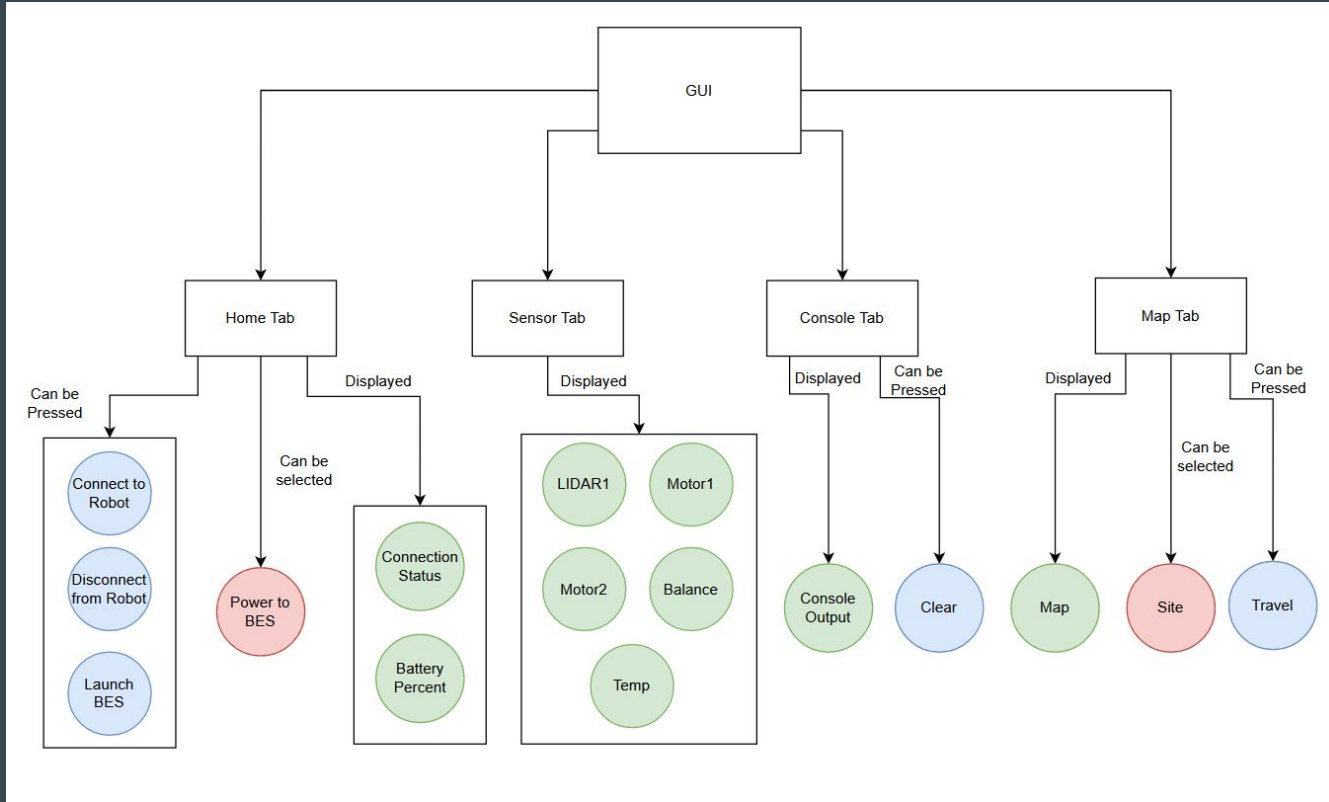 GUI
Home Tab
Sensor Tab
Console Tab
Map Tab
Can be
Pressed
Can be
selected
Displayed
Displayed
Displayed
Can be
Pressed
Displayed
Can be
selected
Can be
Pressed
Connect to
Robot
Disconnect
from Robot
Launch
BES
Power to
BES
Connection
Status
Battery
Percent
LIDAR1
Motor1
Motor2
Balance
Temp
Console
Output
Clear
Map
Site
Travel